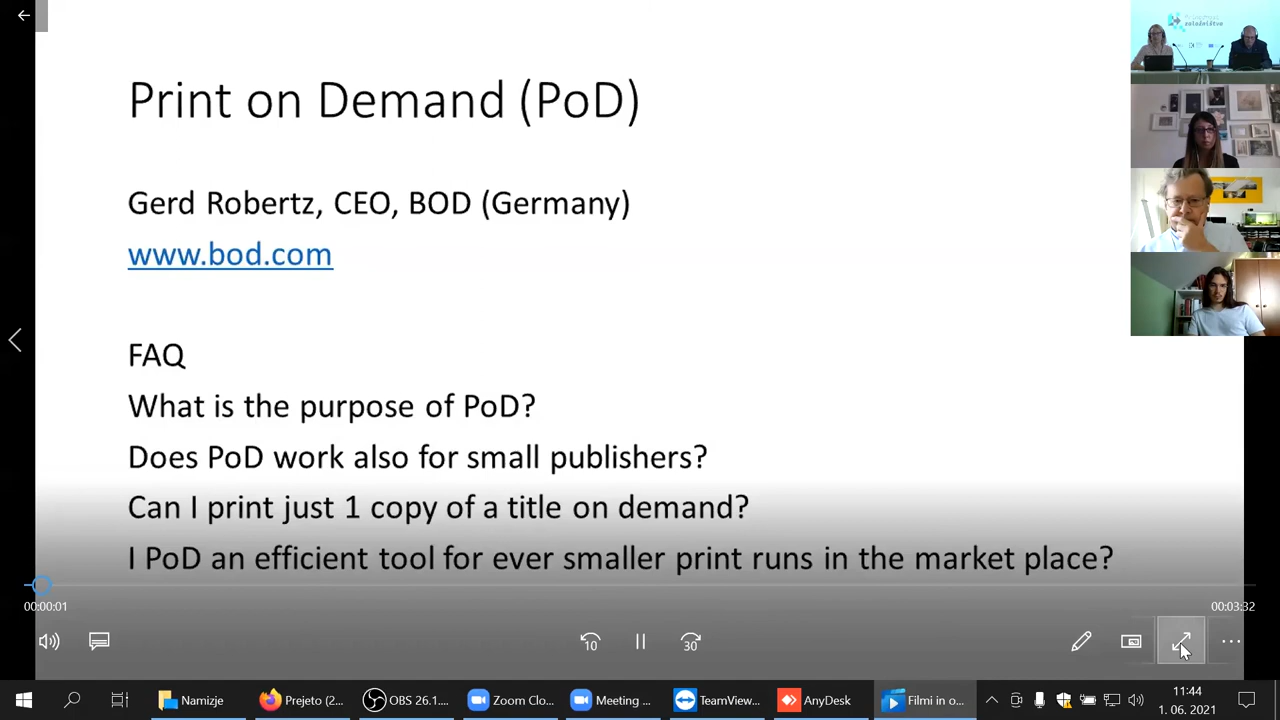 Print on Demand (PoD)
Gerd Robertz, CEO, BOD (Germany)
www.bod.com
FAQ
What is the purpose of PoD?
Does PoD work also for small publishers?
Can I print just 1 copy of a title on demand?
I PoD an efficient tool for ever smaller print runs in the market place?
00:00:01
00:03:32
10
30
Namizje
Prejeto (2...
OBS 26.1....
Zoom Clo...
Meeting ...
TeamView...
AnyDesk
Filmi in o...
11:44
1. 06. 2021